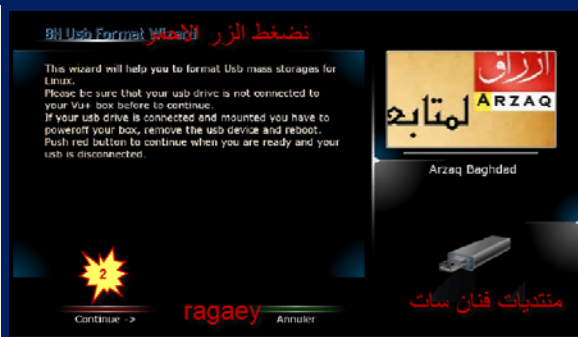 BH Usb Format Wizard
نضغط الزر الاحمر
This wizard will help you to format Usb mass storages for
Linux.
Please be sure that your usb drive is not connected to
your Vu+ box before to continue.
If your usb drive is connected and mounted you have to
poweroff your box, remove the usb device and reboot.
Push red button to continue when you are ready and your
usb is disconnected.
أرزاق
ARZAQ
لمتابع
Arzaq Baghdad
2
Continue ->
ragaey
Annuler
منتديات فنان سات